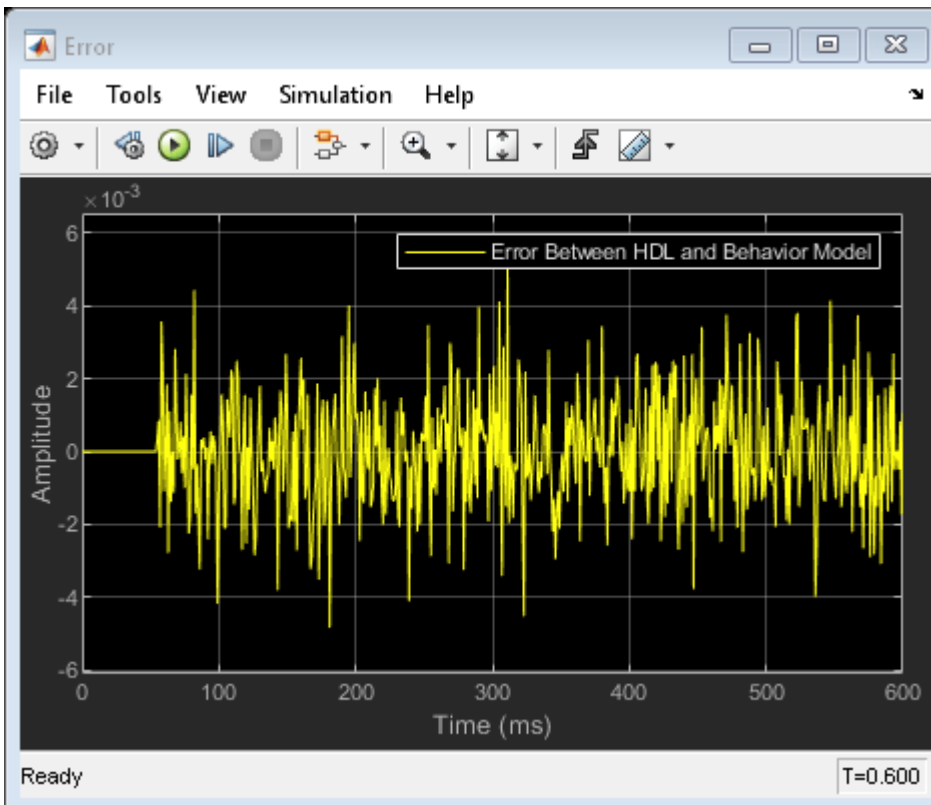 Error
File Tools View Simulation Help
×10-3
6
Error Between HDL and Behavior Model
4
2
0
-2
-4
-6
Amplitude
0 100 200 300 400 500 600
Time (ms)
Ready T=0.600